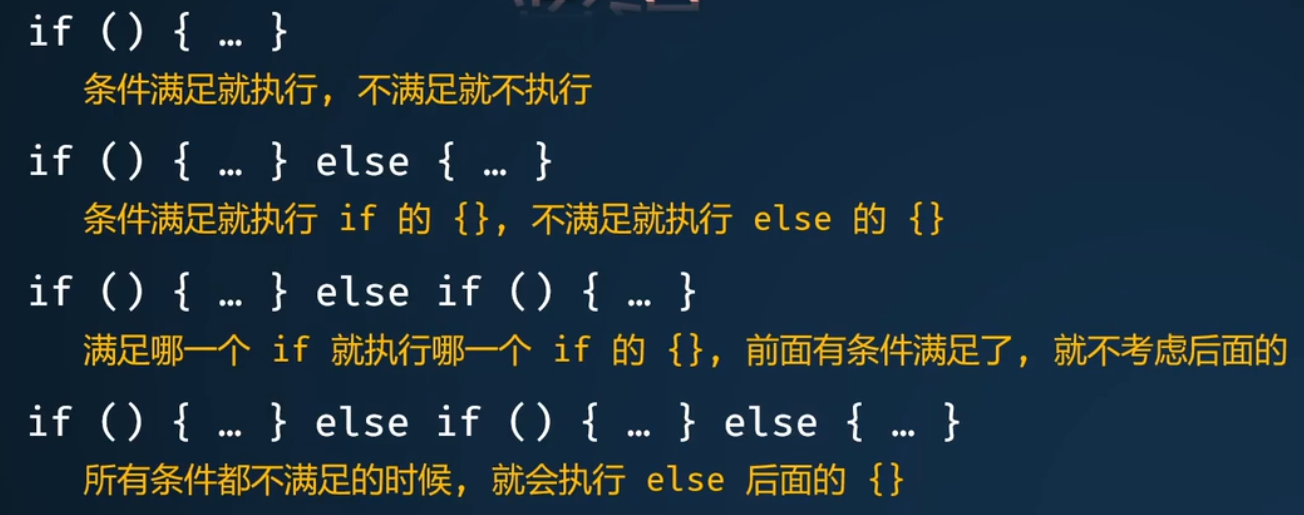 if () { … }
条件满足就执行, 不满足就不执行
if () { … } else { … }
条件满足就执行 if 的 {}, 不满足就执行 else 的 {}
if () { … } else if () { … }
满足哪一个 if 就执行哪一个 if 的 {}, 前面有条件满足了, 就不考虑后面的
if () { … } else if () { … } else { … }
所有条件都不满足的时候, 就会执行 else 后面的 {}